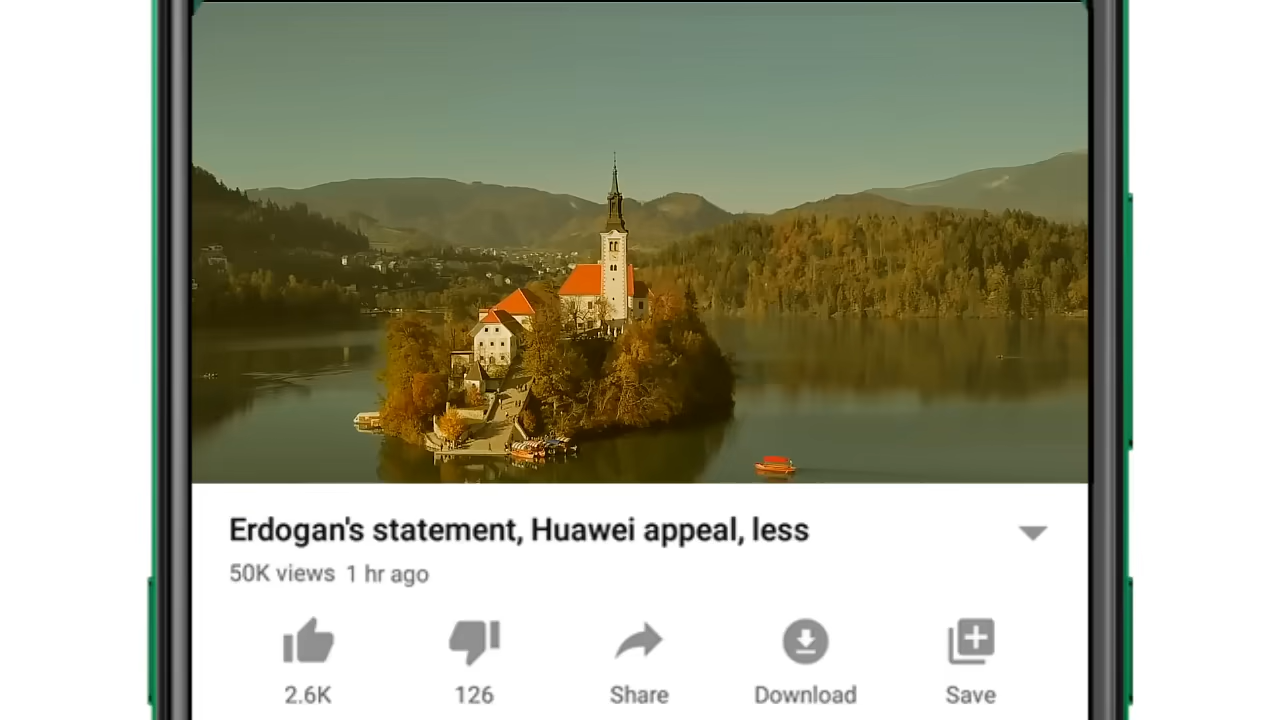 Erdogan's statement, Huawei appeal, less
50K views 1 hr ago
2.6K 126 Share Download Save